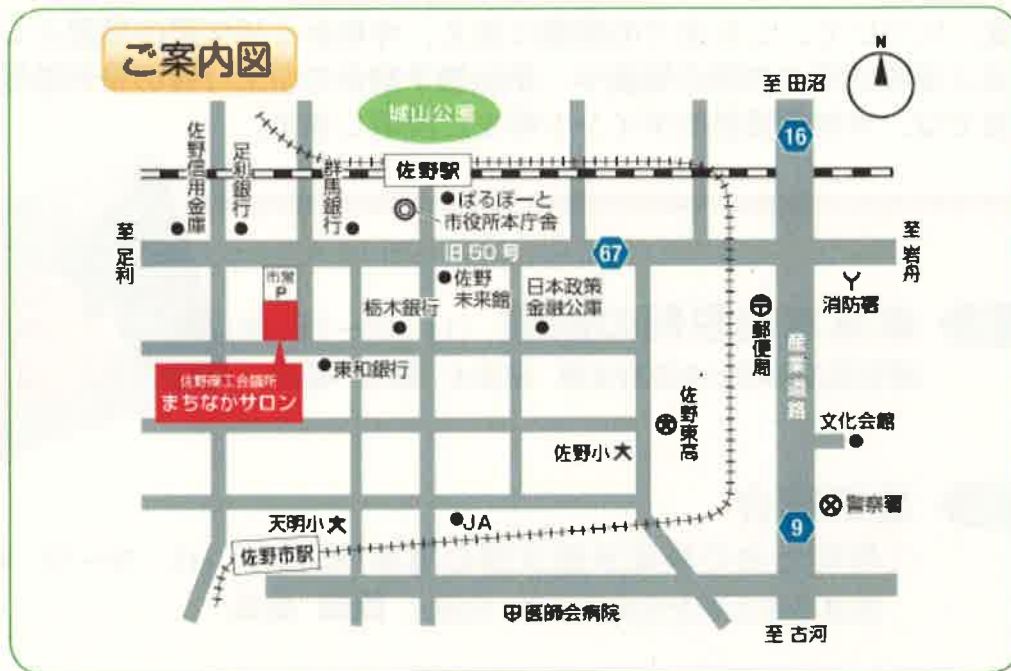 ご案内図
N
至 田沼
城山公園
16
佐野駅
佐野信用金庫
足利銀行
群馬銀行
ぱるぽーと
市役所本庁舎
至 足利
旧 50 号
67
至 岩舟
市営
P
佐野
未来館
日本政策
金融公庫
栃木銀行
消防署
郵便局
産業道路
東和銀行
佐野商工会議所
まちなかサロン
佐野東高
文化会館
佐野小
警察署
天明小
JA
9
佐野市駅
医師会病院
至 古河